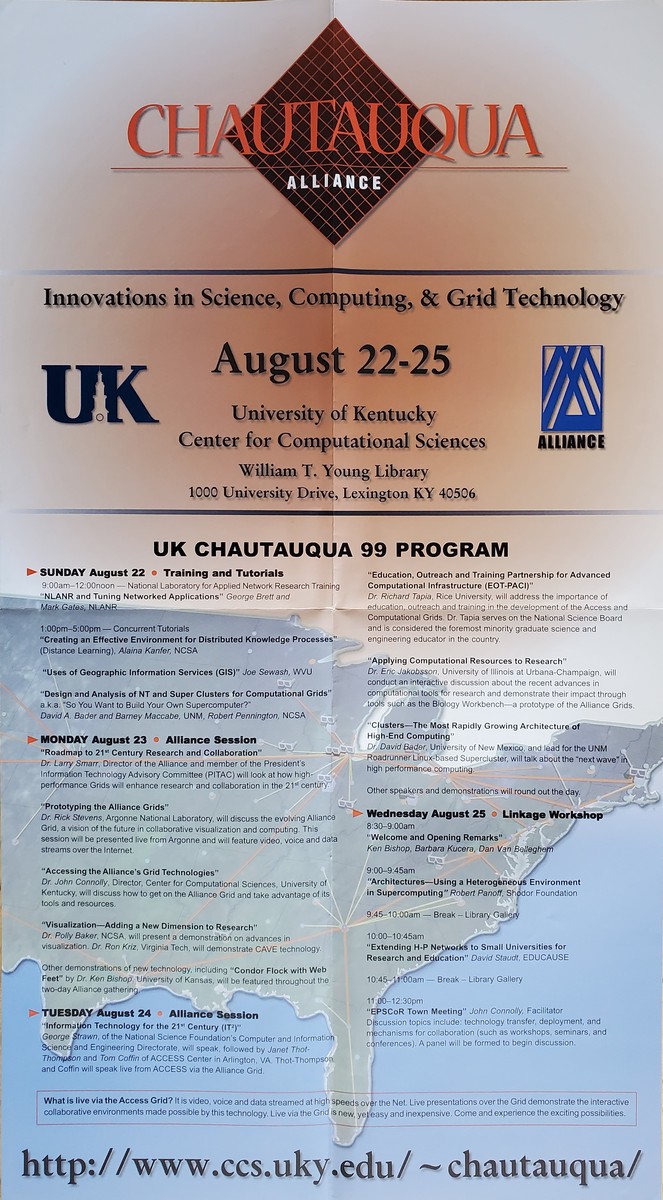 CHAUTAUQUA
ALLIANCE
Innovations in Science, Computing, & Grid Technology
August 22-25
UK
University of Kentucky
Center for Computational Sciences
ALLIANCE
William T. Young Library
1000 University Drive, Lexington KY 40506
UK CHAUTAUQUA 99 PROGRAM
SUNDAY August 22 • Training and Tutorials
9:00am–12:00noon — National Laboratory for Applied Network Research Training
"NLANR and Tuning Networked Applications" George Brett and
Mark Gates, NLANR
1:00pm–5:00pm — Concurrent Tutorials
"Creating an Effective Environment for Distributed Knowledge Processes"
(Distance Learning), Alaina Kanfer, NCSA
"Uses of Geographic Information Services (GIS)" Joe Sewash, WVU
"Design and Analysis of NT and Super Clusters for Computational Grids"
a.k.a. "So You Want to Build Your Own Supercomputer?"
David A. Bader and Barney Maccabe, UNM, Robert Pennington, NCSA
MONDAY August 23 • Alliance Session
"Roadmap to 21st Century Research and Collaboration"
Dr. Larry Smarr, Director of the Alliance and member of the President's
Information Technology Advisory Committee (PITAC) will look at how high-
performance Grids will enhance research and collaboration in the 21st century.
"Prototyping the Alliance Grids"
Dr. Rick Stevens, Argonne National Laboratory, will discuss the evolving Alliance
Grid, a vision of the future in collaborative visualization and computing. This
session will be presented live from Argonne and will feature video, voice and data
streams over the Internet.
"Accessing the Alliance's Grid Technologies"
Dr. John Connolly, Director, Center for Computational Sciences, University of
Kentucky, will discuss how to get on the Alliance Grid and take advantage of its
tools and resources.
"Visualization—Adding a New Dimension to Research"
Dr. Polly Baker, NCSA, will present a demonstration on advances in
visualization. Dr. Ron Kriz, Virginia Tech, will demonstrate CAVE technology.
Other demonstrations of new technology, including "Condor Flock with Web
Feet" by Dr. Ken Bishop, University of Kansas, will be featured throughout the
two-day Alliance gathering.
TUESDAY August 24 • Alliance Session
"Information Technology for the 21st Century (IT²)"
George Strawn, of the National Science Foundation's Computer and Information
Science and Engineering Directorate, will speak, followed by Janet Thot-
Thompson and Tom Coffin of ACCESS Center in Arlington, VA. Thot-Thompson
and Coffin will speak live from ACCESS via the Alliance Grid.
"Education, Outreach and Training Partnership for Advanced
Computational Infrastructure (EOT-PACI)"
Dr. Richard Tapia, Rice University, will address the importance of
education, outreach and training in the development of the Access and
Computational Grids. Dr. Tapia serves on the National Science Board
and is considered the foremost minority graduate science and
engineering educator in the country.
"Applying Computational Resources to Research"
Dr. Eric Jakobsson, University of Illinois at Urbana-Champaign, will
conduct an interactive discussion about the recent advances in
computational tools for research and demonstrate their impact through
tools such as the Biology Workbench—a prototype of the Alliance Grids.
"Clusters—The Most Rapidly Growing Architecture of
High-End Computing"
Dr. David Bader, University of New Mexico, and lead for the UNM
Roadrunner Linux-based Supercluster, will talk about the "next wave" in
high performance computing.
Other speakers and demonstrations will round out the day.
Wednesday August 25 • Linkage Workshop
8:30–9:00am
"Welcome and Opening Remarks"
Ken Bishop, Barbara Kucera, Dan Van Belleghem
9:00–9:45am
"Architectures—Using a Heterogeneous Environment
in Supercomputing" Robert Panoff, Shodor Foundation
9:45–10:00am — Break – Library Gallery
10:00–10:45am
"Extending H-P Networks to Small Universities for
Research and Education" David Staudt, EDUCAUSE
10:45–11:00am — Break – Library Gallery
11:00–12:30pm
"EPSCoR Town Meeting" John Connolly, Facilitator
Discussion topics include: technology transfer, deployment, and
mechanisms for collaboration (such as workshops, seminars, and
conferences). A panel will be formed to begin discussion.
What is live via the Access Grid? It is video, voice and data streamed at high speeds over the Net. Live presentations over the Grid demonstrate the interactive
collaborative environments made possible by this technology. Live via the Grid is new, yet easy and inexpensive. Come and experience the exciting possibilities.
http://www.ccs.uky.edu/~chautauqua/